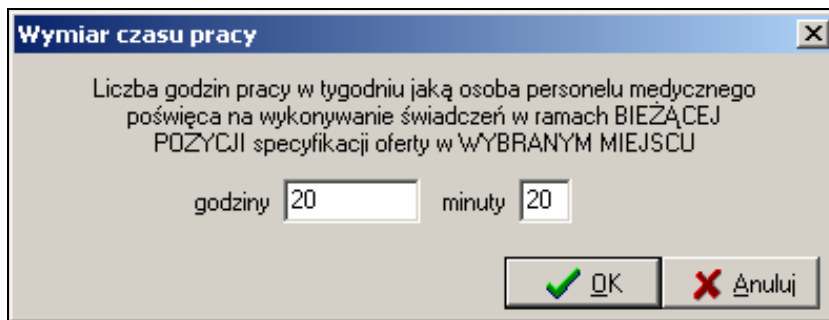 Wymiar czasu pracy
Liczba godzin pracy w tygodniu jaką osoba personelu medycznego
poświęca na wykonywanie świadczeń w ramach BIEŻĄCEJ
POZYCJI specyfikacji oferty w WYBRANYM MIEJSCU
godziny 20 minuty 20
OK Anuluj